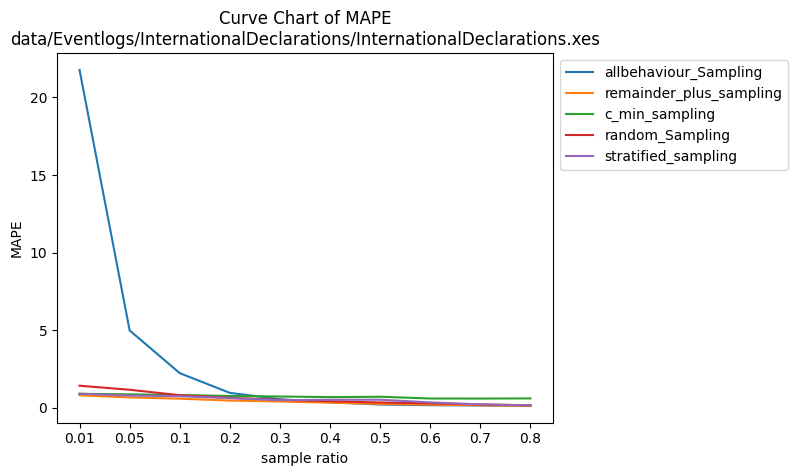 Curve Chart of MAPE
data/Eventlogs/InternationalDeclarations/InternationalDeclarations.xes
MAPE
20
15
10
5
0
0.01 0.05 0.1 0.2 0.3 0.4 0.5 0.6 0.7 0.8
sample ratio
allbehaviour_Sampling
remainder_plus_sampling
c_min_sampling
random_Sampling
stratified_sampling